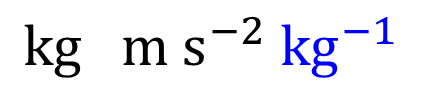 kg m s⁻² kg⁻¹